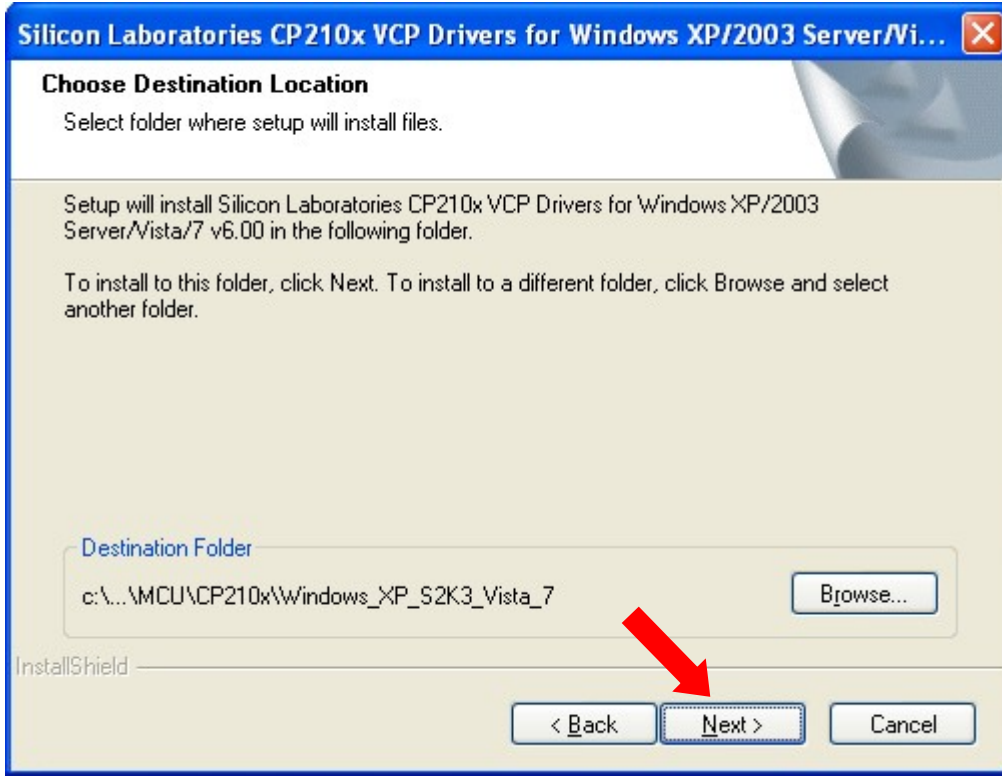 Silicon Laboratories CP210x VCP Drivers for Windows XP/2003 Server/Vi...
Choose Destination Location
Select folder where setup will install files.
Setup will install Silicon Laboratories CP210x VCP Drivers for Windows XP/2003
Server/Vista/7 v6.00 in the following folder.
To install to this folder, click Next. To install to a different folder, click Browse and select
another folder.
Destination Folder
c:\...\MCU\CP210x\Windows_XP_S2K3_Vista_7
Browse...
InstallShield
< Back
Next >
Cancel